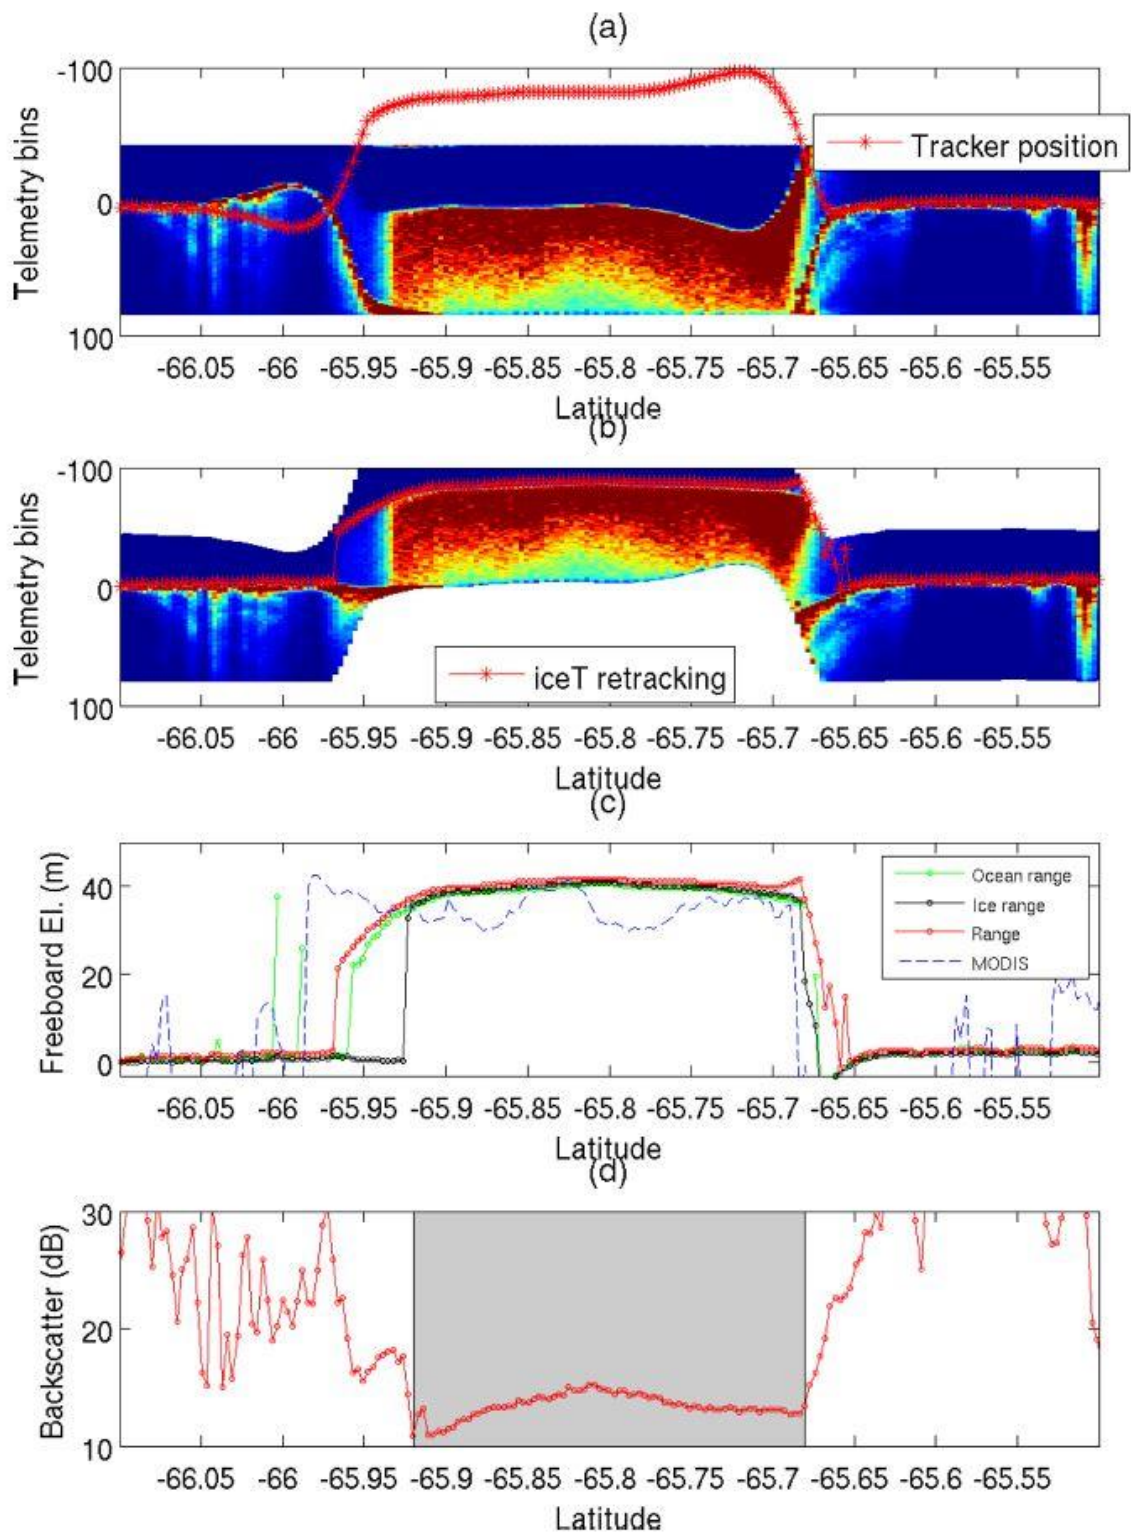 (a)
-100
Telemetry bins
0
100
Tracker position
-66.05 -66 -65.95 -65.9 -65.85 -65.8 -65.75 -65.7 -65.65 -65.6 -65.55
Latitude
(b)
-100
Telemetry bins
0
100
iceT retracking
-66.05 -66 -65.95 -65.9 -65.85 -65.8 -65.75 -65.7 -65.65 -65.6 -65.55
Latitude
(c)
Freeboard El. (m)
40
20
0
Ocean range
Ice range
Range
MODIS
-66.05 -66 -65.95 -65.9 -65.85 -65.8 -65.75 -65.7 -65.65 -65.6 -65.55
Latitude
(d)
Backscatter (dB)
30
20
10
-66.05 -66 -65.95 -65.9 -65.85 -65.8 -65.75 -65.7 -65.65 -65.6 -65.55
Latitude